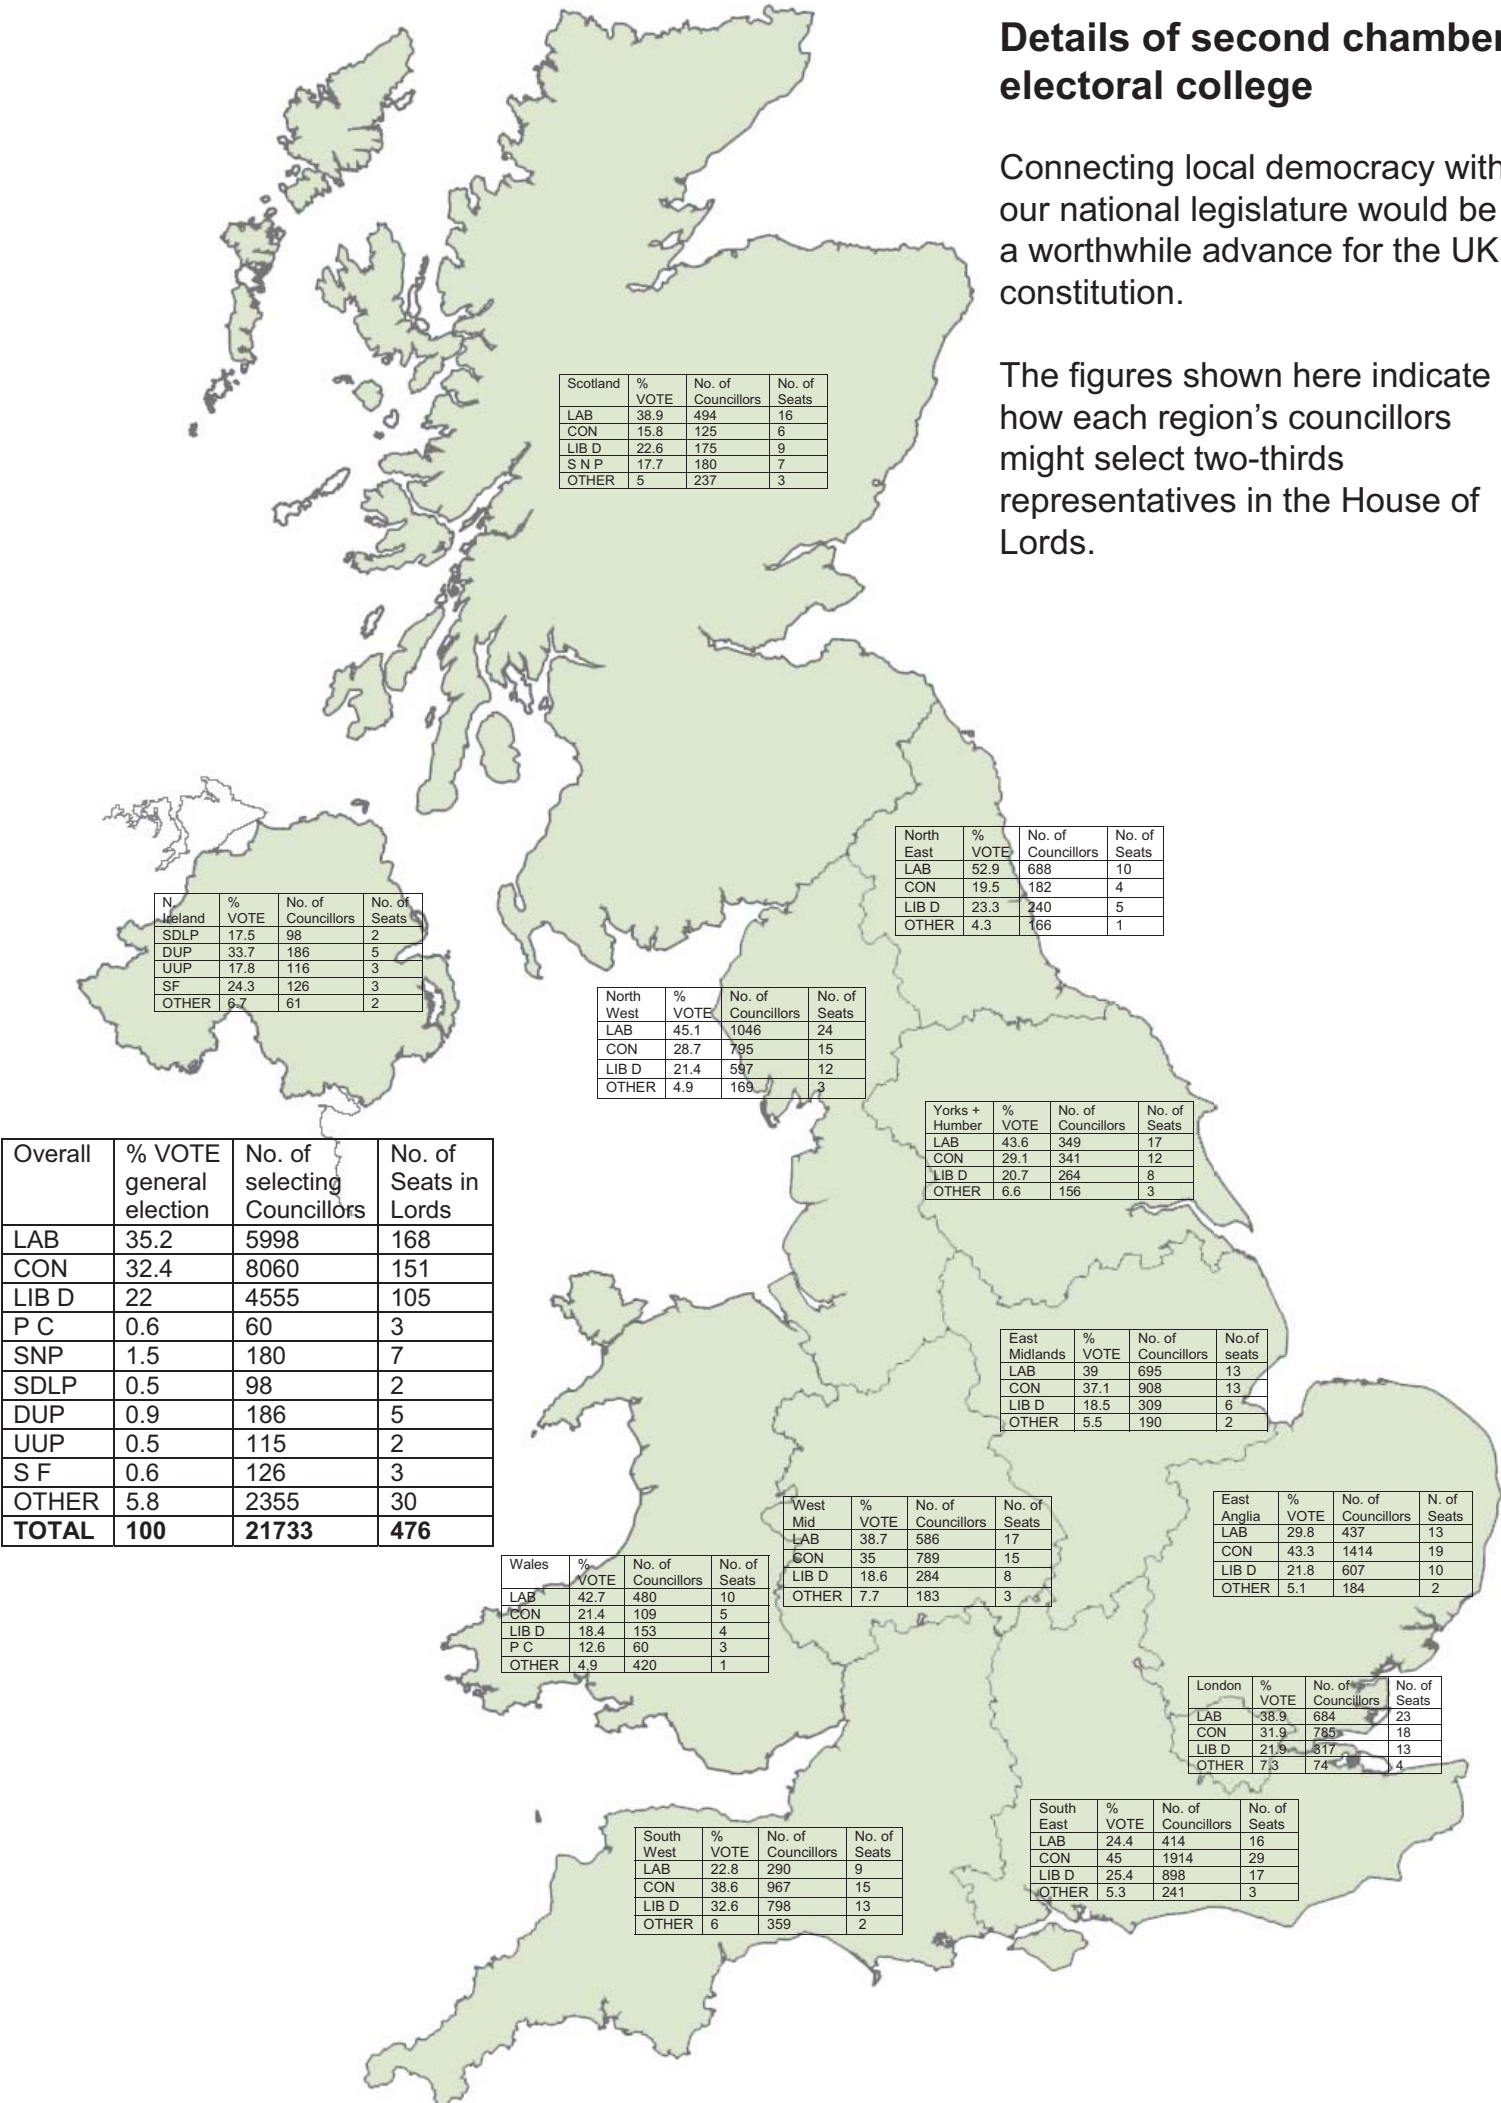 Details of second chamber
electoral college
Connecting local democracy with
our national legislature would be
a worthwhile advance for the UK
constitution.
The figures shown here indicate
how each region's councillors
might select two-thirds
representatives in the House of
Lords.
Scotland % No. of No. of
VOTE Councillors Seats
LAB 38.9 494 16
CON 15.8 125 6
LIB D 22.6 175 9
S N P 17.7 180 7
OTHER 5 237 3
North % No. of No. of
East VOTE Councillors Seats
LAB 52.9 688 10
CON 19.5 182 4
LIB D 23.3 240 5
OTHER 4.3 166 1
N. % No. of No. of
Ireland VOTE Councillors Seats
SDLP 17.5 98 2
DUP 33.7 186 5
UUP 17.8 116 3
SF 24.3 126 3
OTHER 6.7 61 2
North % No. of No. of
West VOTE Councillors Seats
LAB 45.1 1046 24
CON 28.7 795 15
LIB D 21.4 597 12
OTHER 4.9 169 3
Yorks + % No. of No. of
Humber VOTE Councillors Seats
LAB 43.6 349 17
CON 29.1 341 12
LIB D 20.7 264 8
OTHER 6.6 156 3
Overall % VOTE No. of No. of
general selecting Seats in
election Councillors Lords
LAB 35.2 5998 168
CON 32.4 8060 151
LIB D 22 4555 105
P C 0.6 60 3
SNP 1.5 180 7
SDLP 0.5 98 2
DUP 0.9 186 5
UUP 0.5 115 2
S F 0.6 126 3
OTHER 5.8 2355 30
TOTAL 100 21733 476
East % No. of No.of
Midlands VOTE Councillors seats
LAB 39 695 13
CON 37.1 908 13
LIB D 18.5 309 6
OTHER 5.5 190 2
West % No. of No. of
Mid VOTE Councillors Seats
LAB 38.7 586 17
CON 35 789 15
LIB D 18.6 284 8
OTHER 7.7 183 3
East % No. of N. of
Anglia VOTE Councillors Seats
LAB 29.8 437 13
CON 43.3 1414 19
LIB D 21.8 607 10
OTHER 5.1 184 2
Wales % No. of No. of
VOTE Councillors Seats
LAB 42.7 480 10
CON 21.4 109 5
LIB D 18.4 153 4
P C 12.6 60 3
OTHER 4.9 420 1
London % No. of No. of
VOTE Councillors Seats
LAB 38.9 684 23
CON 31.9 785 18
LIB D 21.9 317 13
OTHER 7.3 74 4
South % No. of No. of
East VOTE Councillors Seats
LAB 24.4 414 16
CON 45 1914 29
LIB D 25.4 898 17
OTHER 5.3 241 3
South % No. of No. of
West VOTE Councillors Seats
LAB 22.8 290 9
CON 38.6 967 15
LIB D 32.6 798 13
OTHER 6 359 2